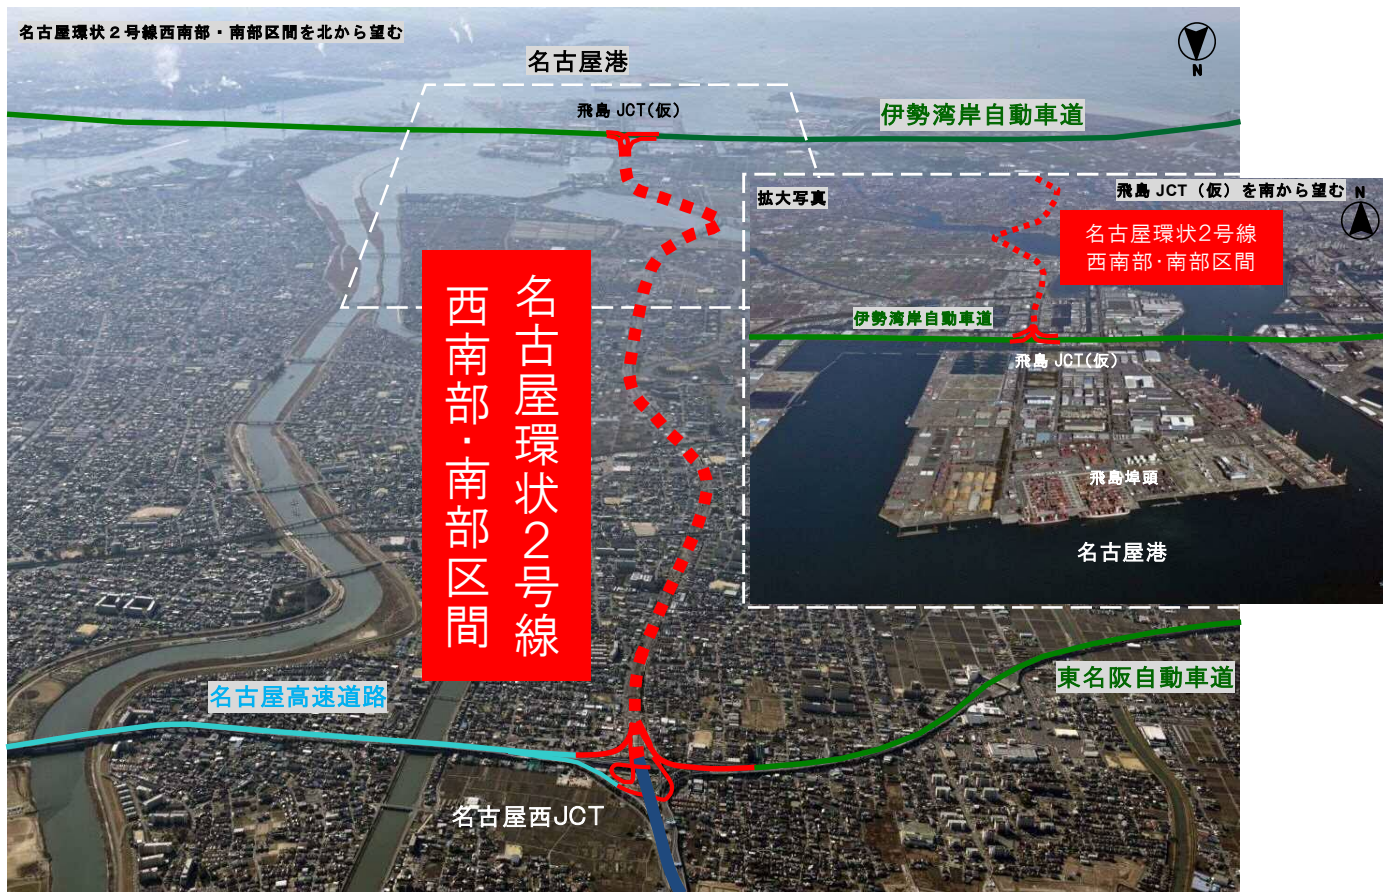 名古屋環状２号線西南部・南部区間を北から望む
N
名古屋港
飛島 JCT(仮)
伊勢湾岸自動車道
拡大写真
飛島 JCT（仮）を南から望む
N
名古屋環状2号線
西南部･南部区間
伊勢湾岸自動車道
飛島 JCT(仮)
飛島埠頭
名古屋港
名古屋環状2号線
西南部・南部区間
名古屋高速道路
東名阪自動車道
名古屋西JCT